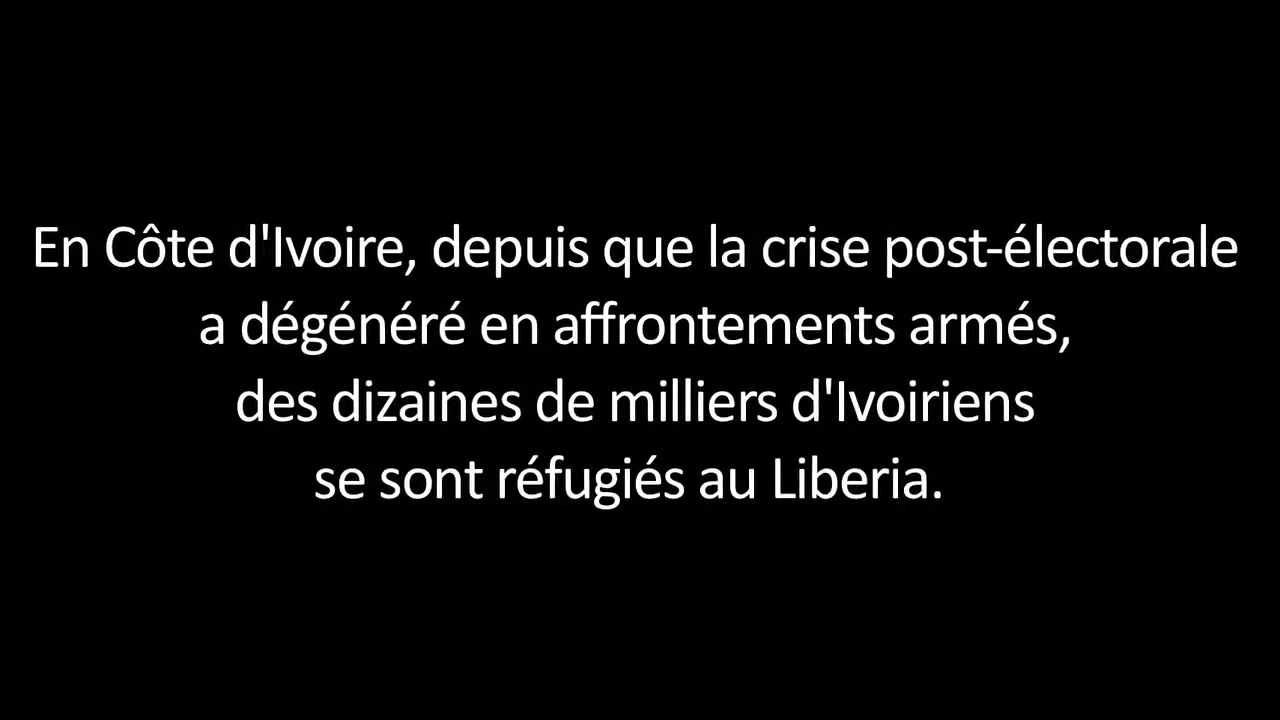 En Côte d'Ivoire, depuis que la crise post-électorale
a dégénéré en affrontements armés,
des dizaines de milliers d'Ivoiriens
se sont réfugiés au Liberia.